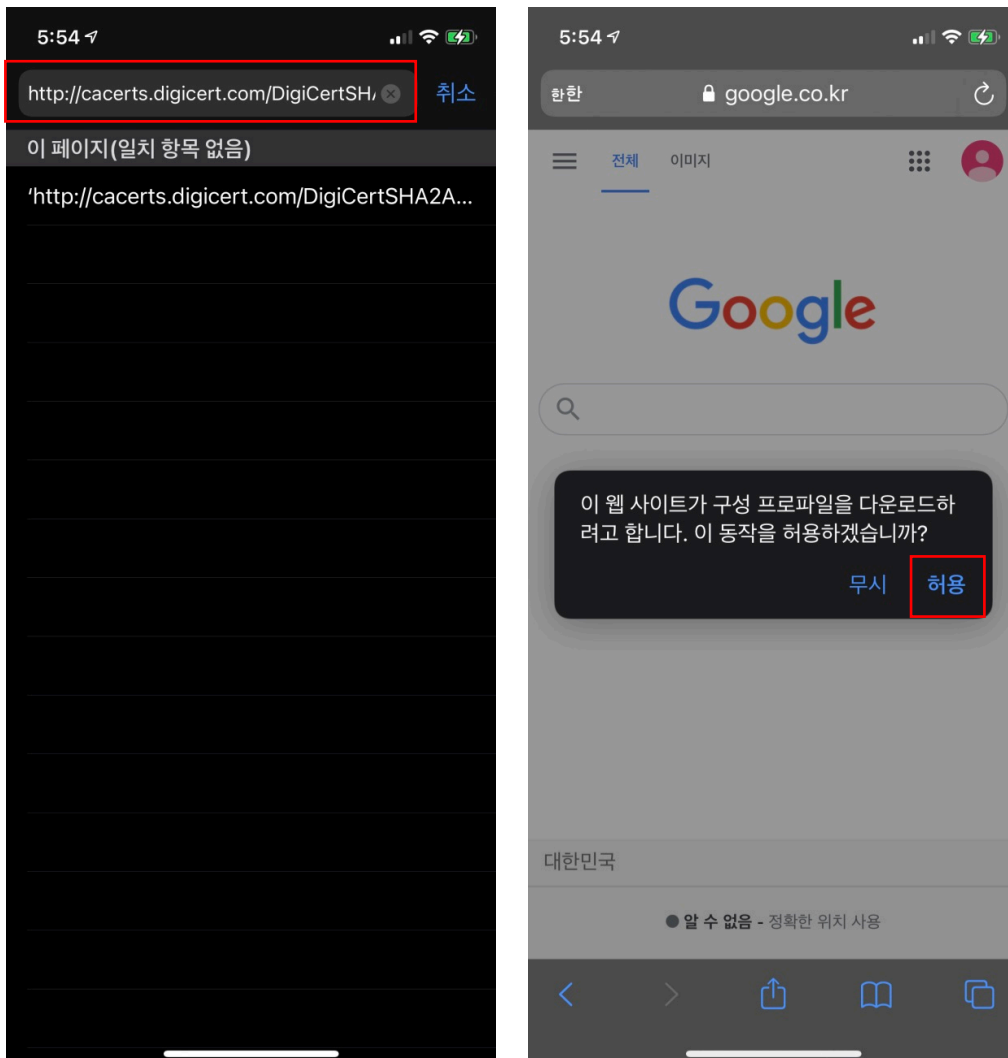 5:54
http://cacerts.digicert.com/DigiCertSH
취소
이 페이지(일치 항목 없음)
'http://cacerts.digicert.com/DigiCertSHA2A...
5:54
한한
google.co.kr
전체
이미지
Google
이 웹 사이트가 구성 프로파일을 다운로드하
려고 합니다. 이 동작을 허용하겠습니까?
무시
허용
대한민국
알 수 없음 - 정확한 위치 사용